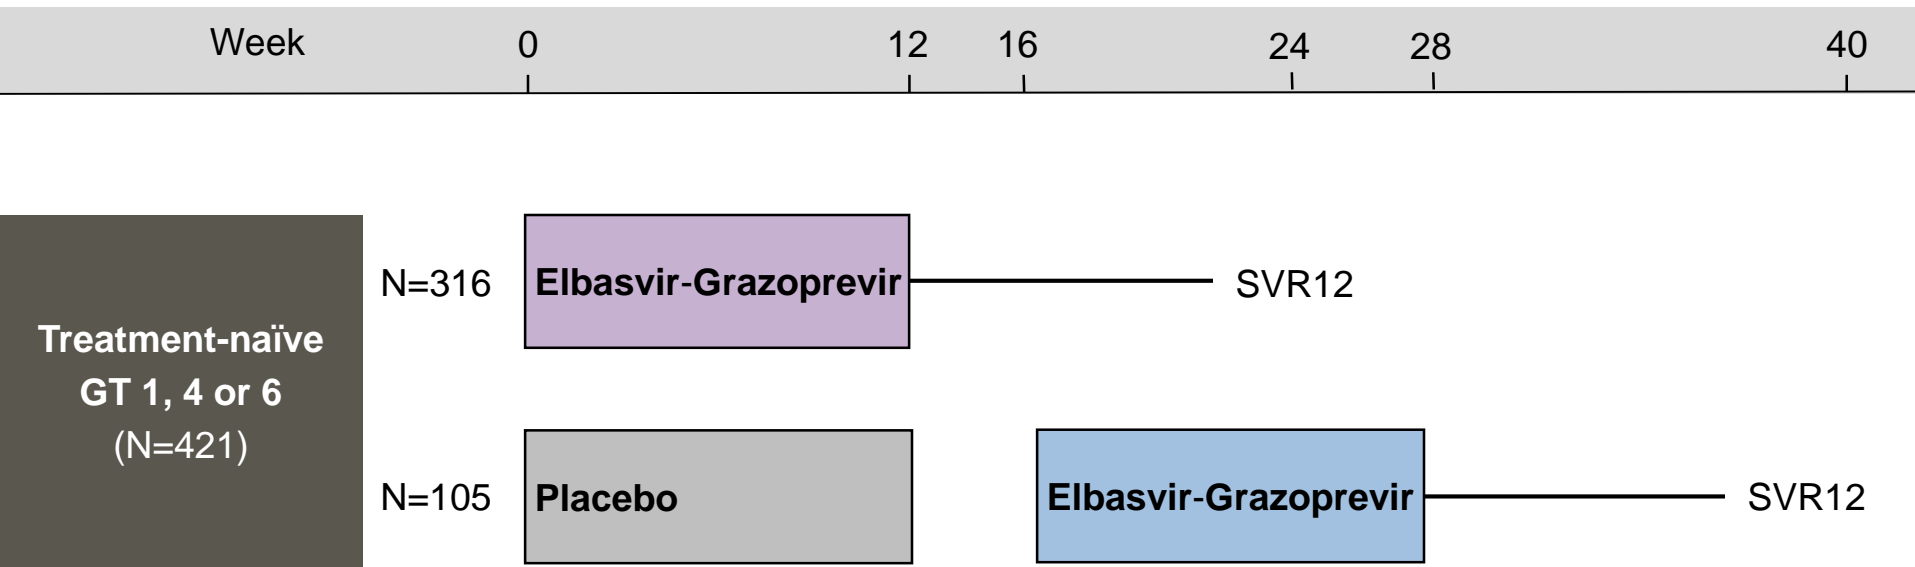 Week 0 12 16 24 28 40
Treatment-naïve
GT 1, 4 or 6
(N=421)
N=316 Elbasvir-Grazoprevir SVR12
N=105 Placebo Elbasvir-Grazoprevir SVR12